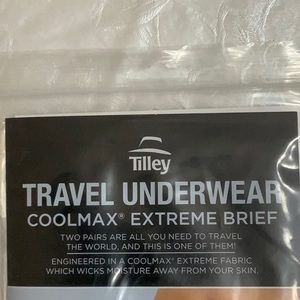 Tilley
TRAVEL UNDERWEAR
COOLMAX® EXTREME BRIEF
TWO PAIRS ARE ALL YOU NEED TO TRAVEL
THE WORLD, AND THIS IS ONE OF THEM!
ENGINEERED IN A COOLMAX® EXTREME FABRIC
WHICH WICKS MOISTURE AWAY FROM YOUR SKIN.